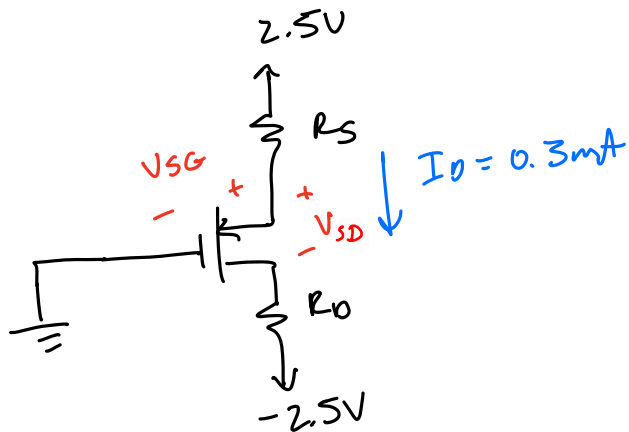 2.5V
RS
VSG
ID = 0.3mA
+
+
-
VSD
-
RD
-2.5V